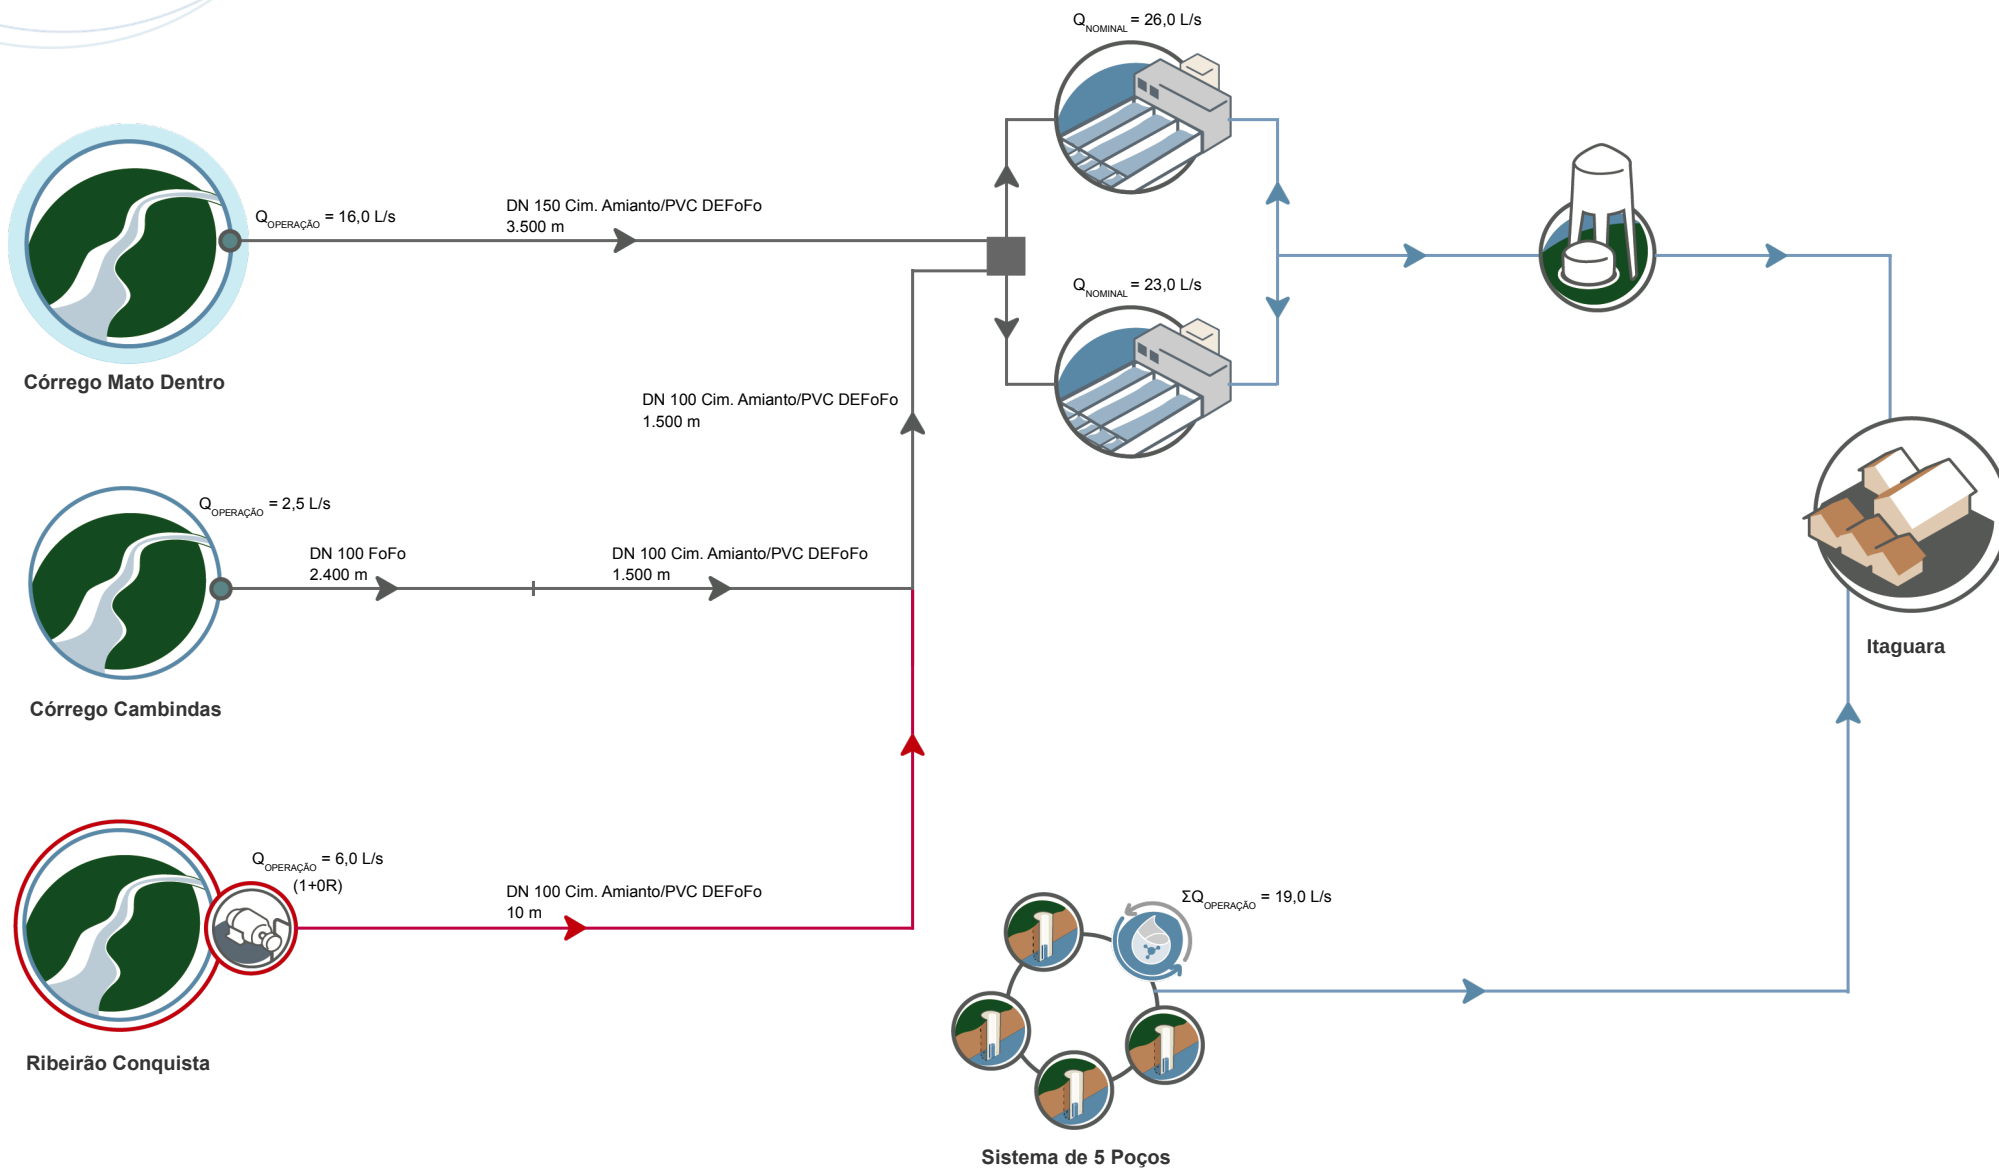 Q NOMINAL = 26,0 L/s
Q OPERAÇÃO = 16,0 L/s
DN 150 Cim. Amianto/PVC DEFoFo
3.500 m
Q NOMINAL = 23,0 L/s
Córrego Mato Dentro
DN 100 Cim. Amianto/PVC DEFoFo
1.500 m
Q OPERAÇÃO = 2,5 L/s
DN 100 FoFo
2.400 m
DN 100 Cim. Amianto/PVC DEFoFo
1.500 m
Itaguara
Córrego Cambindas
Q OPERAÇÃO = 6,0 L/s
(1+0R)
DN 100 Cim. Amianto/PVC DEFoFo
10 m
ΣQ OPERAÇÃO = 19,0 L/s
Ribeirão Conquista
Sistema de 5 Poços